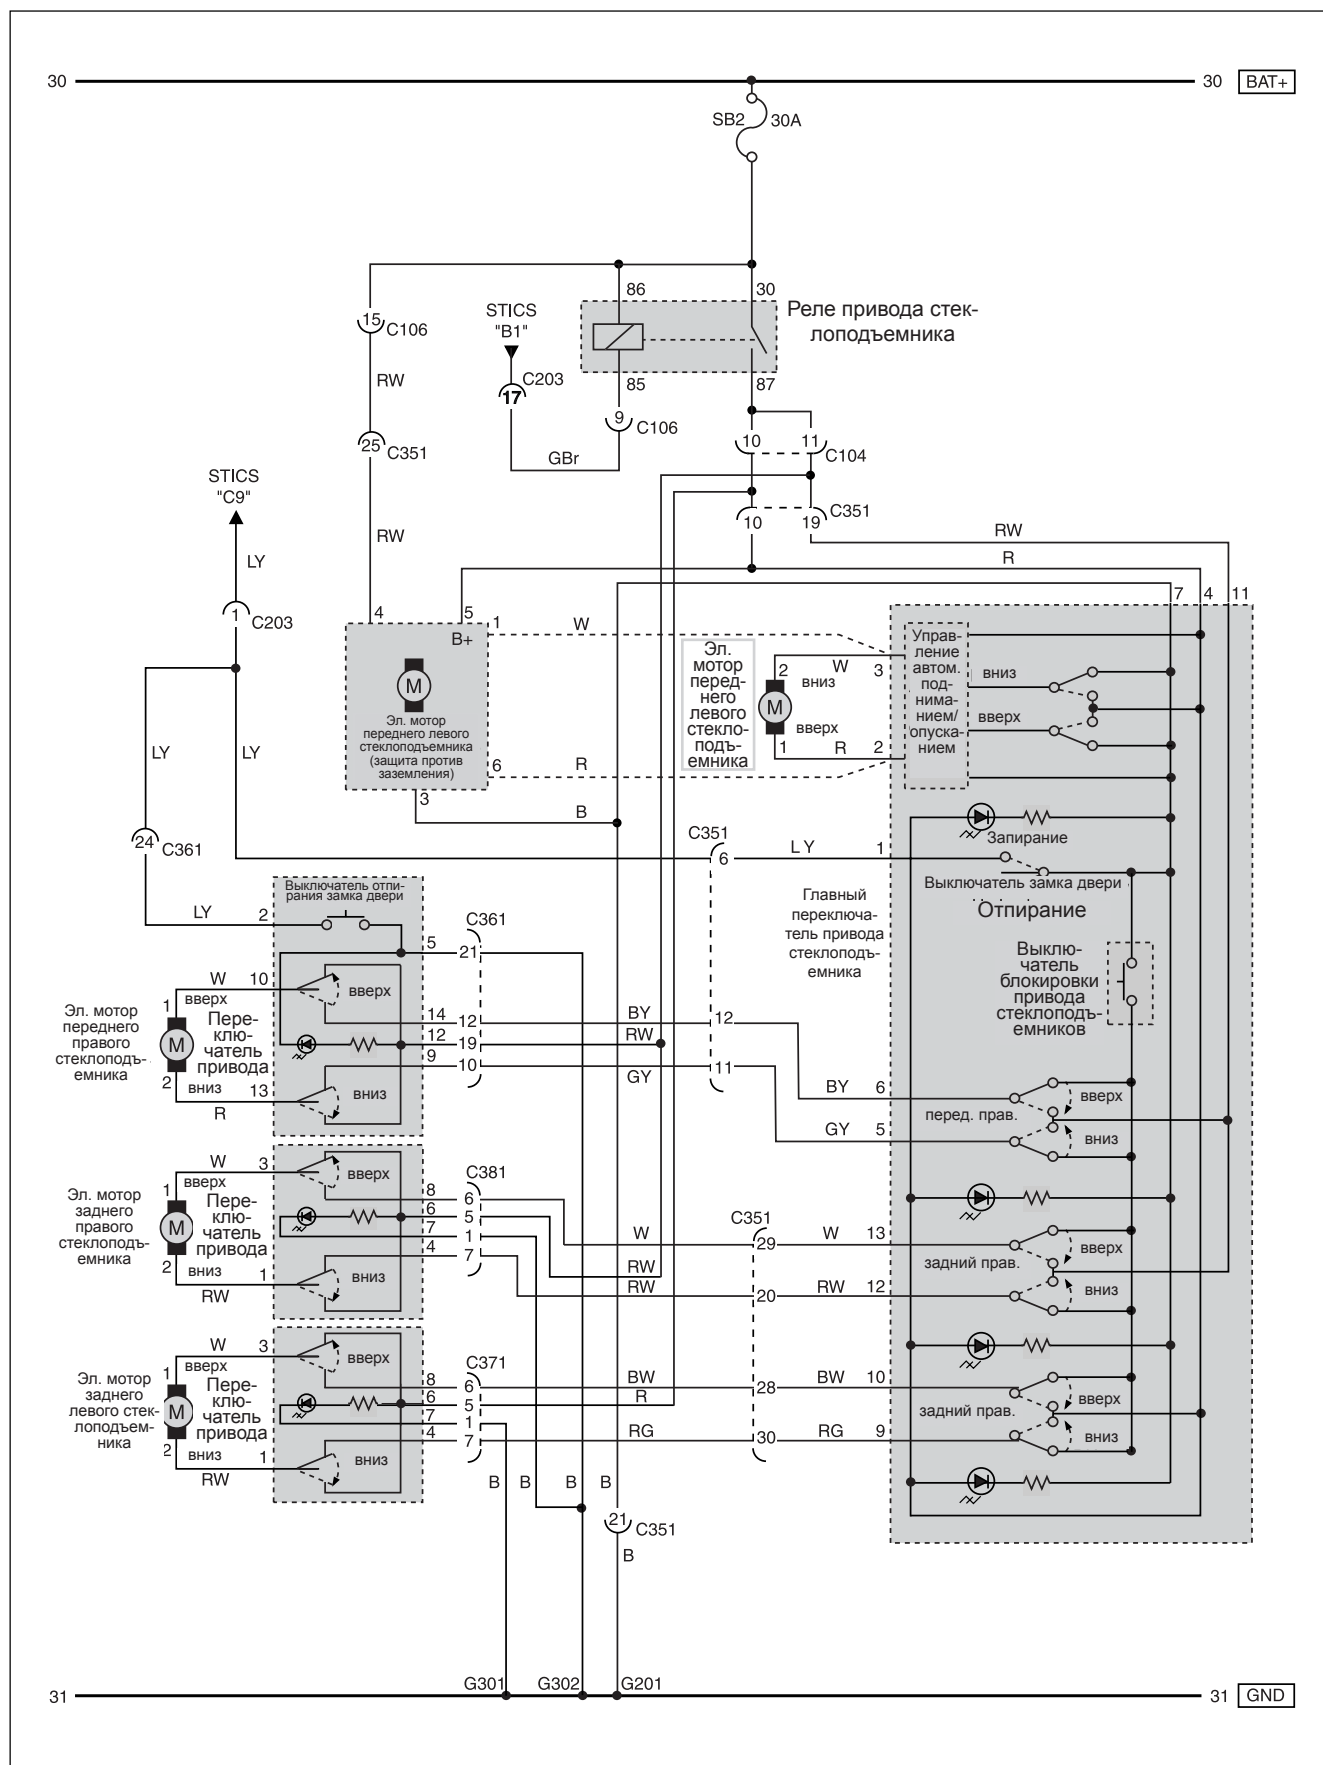 30
30 BAT+
SB2 30A
86
30
STICS
"B1"
Реле привода стек-
лоподъемника
15 C106
RW
85
87
C203
17
9 C106
GBr
10 11 C104
25 C351
STICS
"C9"
10 19 C351
RW
RW
R
LY
1 C203
4
5
7 4 11
B+
1
W
Эл. мотор
переднего левого
стеклоподъемника
(защита против
заземления)
M
6
R
3
B
Эл.
мотор
перед-
него
левого
стекло-
подъ-
емника
2 W 3
вниз
M
вверх
1 R 2
Управ-
ление
автом.
под-
нима-
нием/
опуска-
нием
вниз
вверх
LY
LY
24 C361
C351
6
LY 1
Запирание
Выключатель замка двери
Отпирание
Главный
переключа-
тель привода
стеклоподъ-
емника
Выклю-
чатель
блокировки
привода
стеклоподъ-
емников
Выключатель отпи-
рания замка двери
LY 2
5
C361
21
W 10
1
вверх
Эл. мотор
переднего
правого
стеклоподъ-
емника
M
Пере-
клю-
чатель
привода
вверх
вниз
2
вниз
13
R
14 12 BY 12
12 19 RW
9 10 GY 11
BY 6
GY 5
перед. прав.
вверх
вниз
W 3
1
вверх
Эл. мотор
заднего
правого
стеклоподъ-
емника
M
Пере-
клю-
чатель
привода
вверх
вниз
2
вниз
1
RW
C381
8 6
6 5
7 1
4 7
W
RW
RW
C351
29 W 13
20 RW 12
задний прав.
вверх
вниз
W 3
1
вверх
Эл. мотор
заднего
левого стек-
лоподъем-
ника
M
Пере-
клю-
чатель
привода
вверх
вниз
2
вниз
1
RW
C371
8 6
6 5
7 1
4 7
BW
R
RG
28 BW 10
30 RG 9
задний прав.
вверх
вниз
B B B B
21 C351
B
G301 G302 G201
31
31 GND